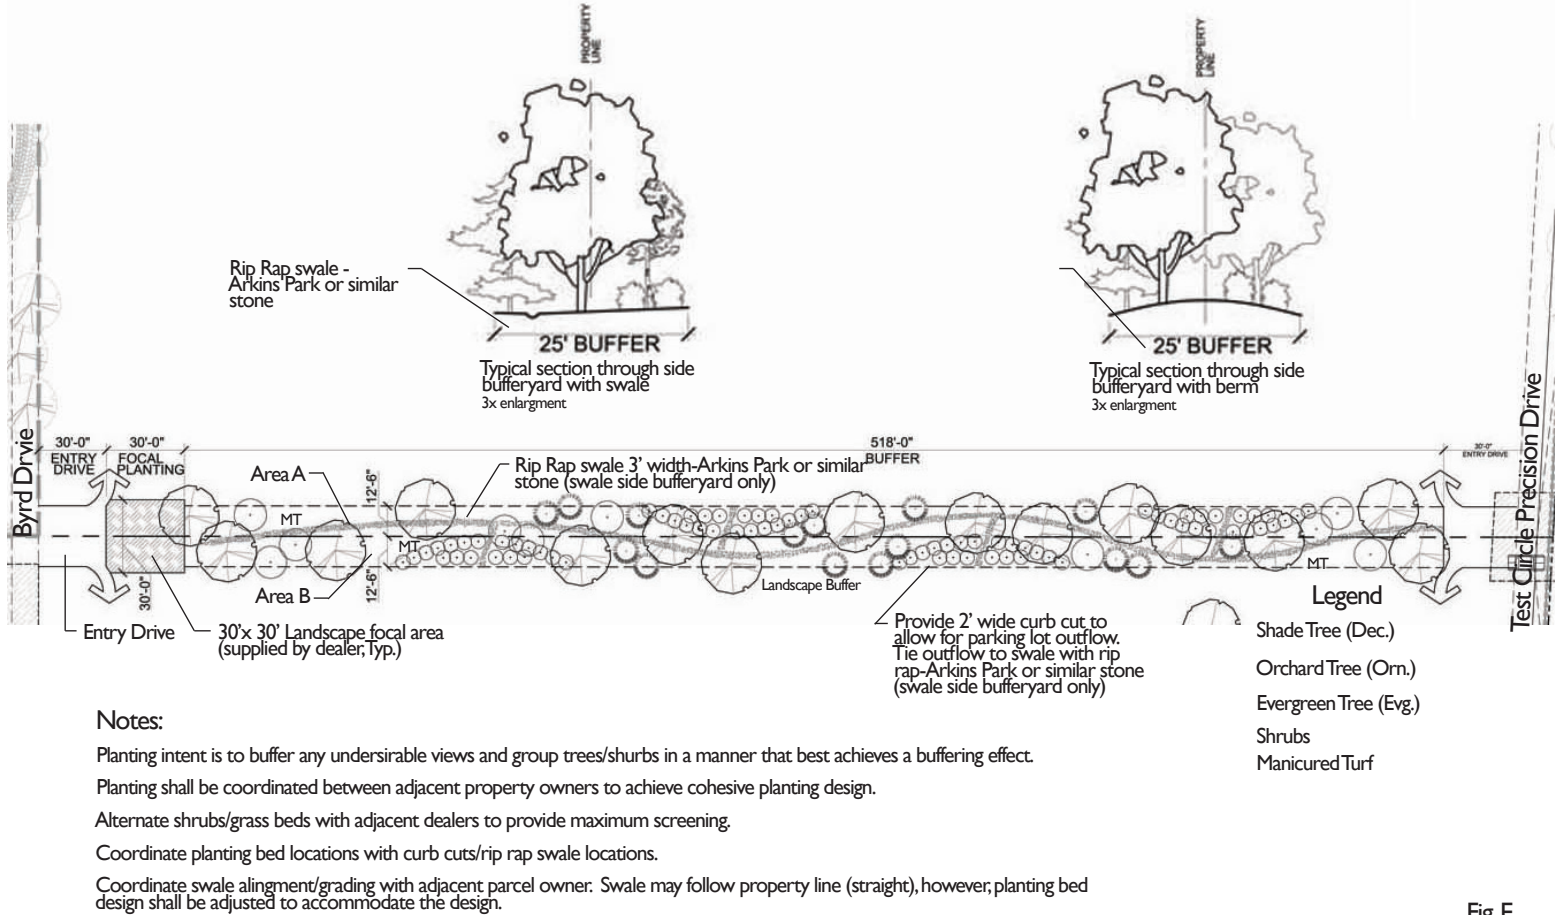 PROPERTY
LINE
PROPERTY
LINE
Rip Rap swale -
Arkins Park or similar
stone
25' BUFFER
Typical section through side
bufferyard with swale
3x enlargment
25' BUFFER
Typical section through side
bufferyard with berm
3x enlargment
Byrd Drvie
30'-0"
ENTRY
DRIVE
30'-0"
FOCAL
PLANTING
518'-0"
BUFFER
30'-0"
ENTRY DRIVE
Test Circle Precision Drive
Area A
12'-6"
Rip Rap swale 3' width-Arkins Park or similar
stone (swale side bufferyard only)
MT
MT
MT
Area B
12'-6"
30'-0"
Landscape Buffer
Entry Drive
30'x 30' Landscape focal area
(supplied by dealer, Typ.)
Provide 2' wide curb cut to
allow for parking lot outflow.
Tie outflow to swale with rip
rap-Arkins Park or similar stone
(swale side bufferyard only)
Legend
Shade Tree (Dec.)
Orchard Tree (Orn.)
Evergreen Tree (Evg.)
Shrubs
Manicured Turf
Notes:
Planting intent is to buffer any undersirable views and group trees/shurbs in a manner that best achieves a buffering effect.
Planting shall be coordinated between adjacent property owners to achieve cohesive planting design.
Alternate shrubs/grass beds with adjacent dealers to provide maximum screening.
Coordinate planting bed locations with curb cuts/rip rap swale locations.
Coordinate swale alingment/grading with adjacent parcel owner. Swale may follow property line (straight), however, planting bed
design shall be adjusted to accommodate the design.
Fig. F